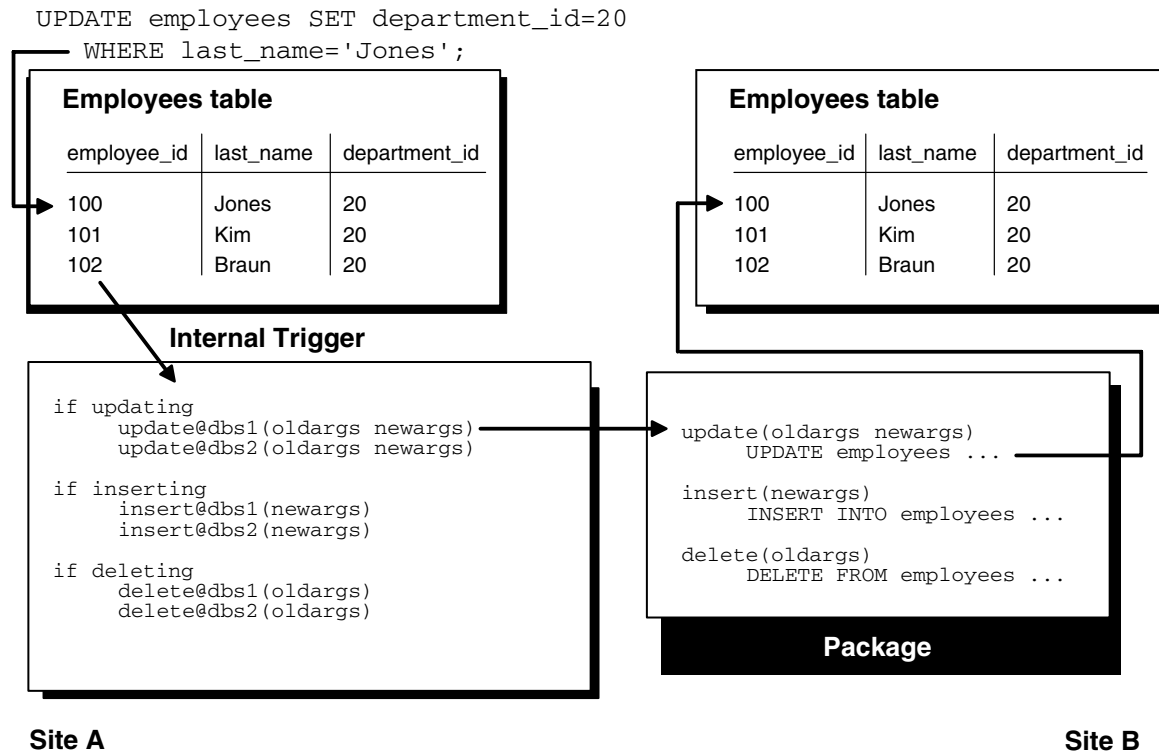 UPDATE employees SET department_id=20
WHERE last_name='Jones';
Employees table
employee_id last_name department_id
100 Jones 20
101 Kim 20
102 Braun 20
Employees table
employee_id last_name department_id
100 Jones 20
101 Kim 20
102 Braun 20
Internal Trigger
if updating
update@dbs1(oldargs newargs)
update@dbs2(oldargs newargs)
if inserting
insert@dbs1(newargs)
insert@dbs2(newargs)
if deleting
delete@dbs1(oldargs)
delete@dbs2(oldargs)
update(oldargs newargs)
UPDATE employees ...
insert(newargs)
INSERT INTO employees ...
delete(oldargs)
DELETE FROM employees ...
Package
Site A
Site B